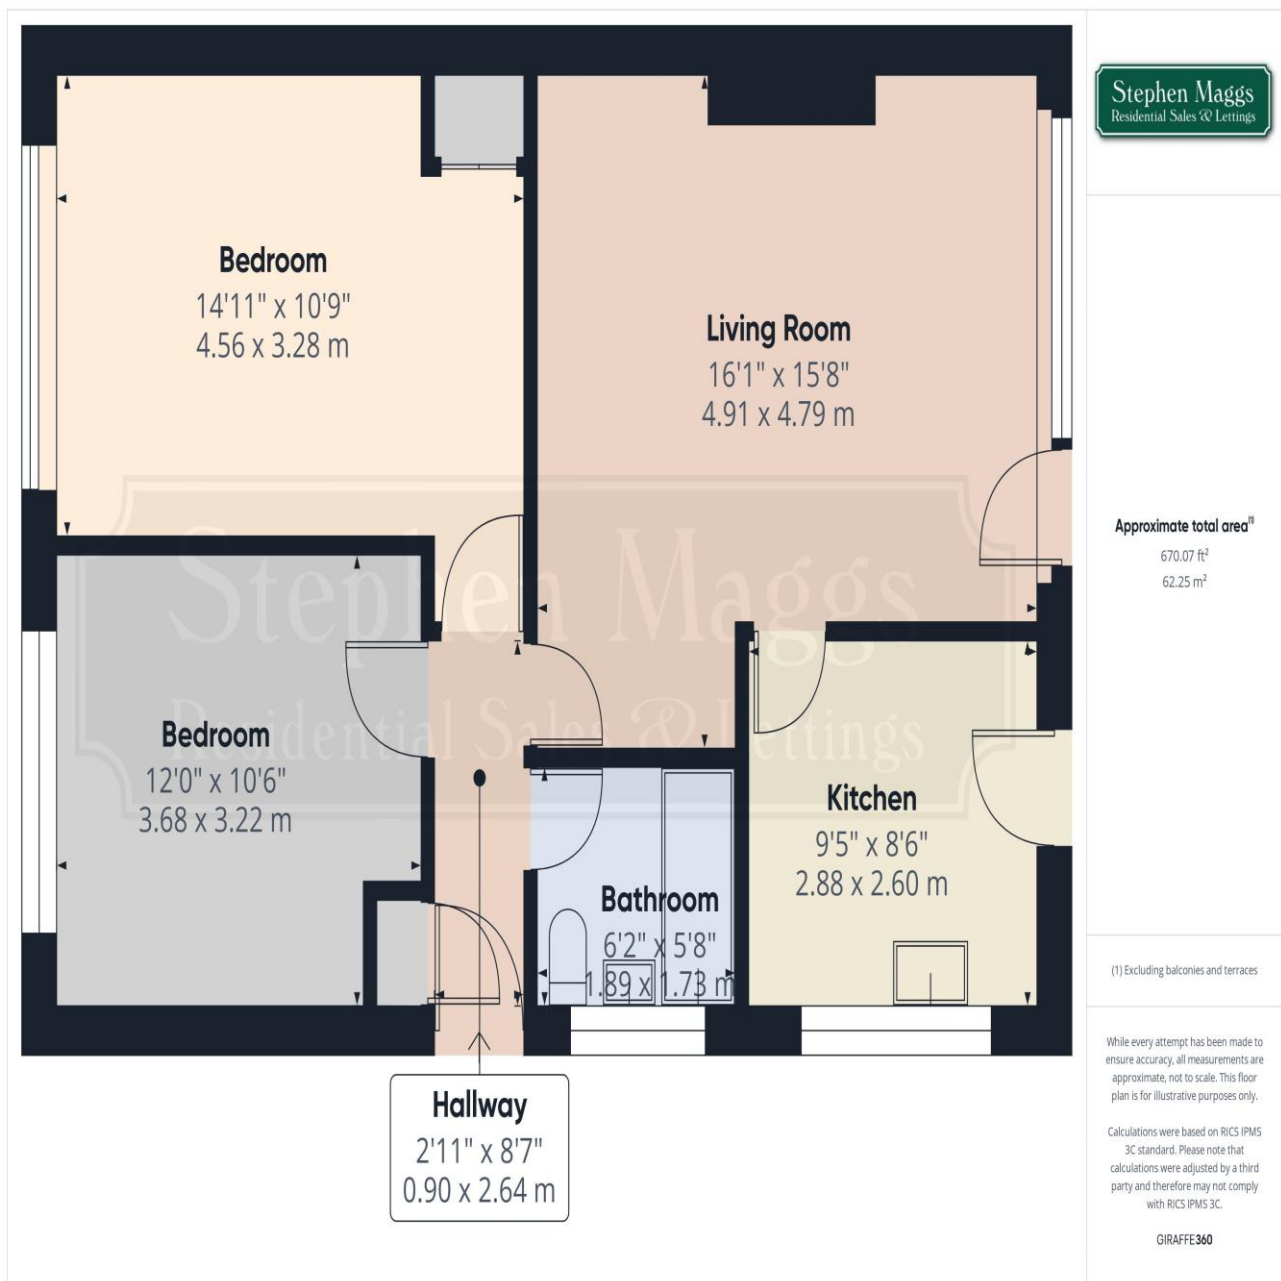 Stephen Maggs
Residential Sales & Lettings
Bedroom
14'11" x 10'9"
4.56 x 3.28 m
Living Room
16'1" x 15'8"
4.91 x 4.79 m
Stephen Maggs
Residential Sales & Lettings
Approximate total area(1)
670.07 ft²
62.25 m²
Bedroom
12'0" x 10'6"
3.68 x 3.22 m
Kitchen
9'5" x 8'6"
2.88 x 2.60 m
Bathroom
6'2" x 5'8"
1.89 x 1.73 m
Hallway
2'11" x 8'7"
0.90 x 2.64 m
(1) Excluding balconies and terraces
While every attempt has been made to
ensure accuracy, all measurements are
approximate, not to scale. This floor
plan is for illustrative purposes only.
Calculations were based on RICS IPMS
3C standard. Please note that
calculations were adjusted by a third
party and therefore may not comply
with RICS IPMS 3C.
GIRAFFE360